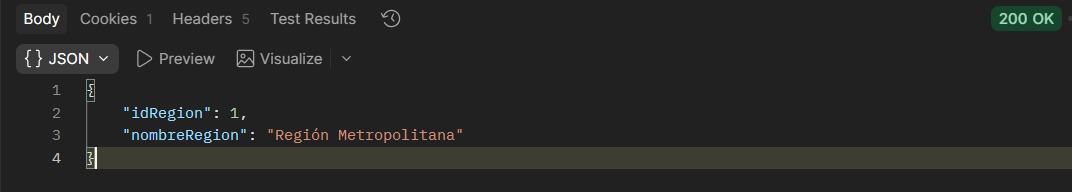 Body Cookies 1 Headers 5 Test Results 200 OK
{} JSON Preview Visualize
1 {
2 "idRegion": 1,
3 "nombreRegion": "Región Metropolitana"
4 }